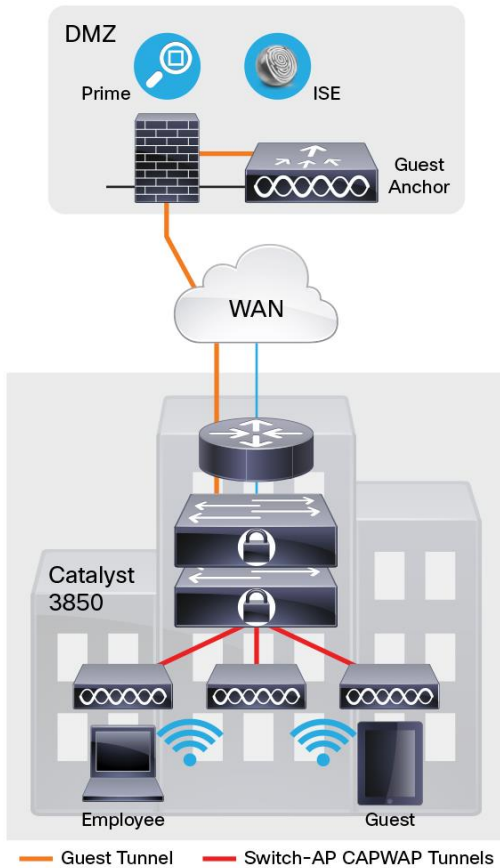 DMZ
Prime
ISE
Guest
Anchor
WAN
Catalyst
3850
Employee
Guest
Guest Tunnel
Switch-AP CAPWAP Tunnels